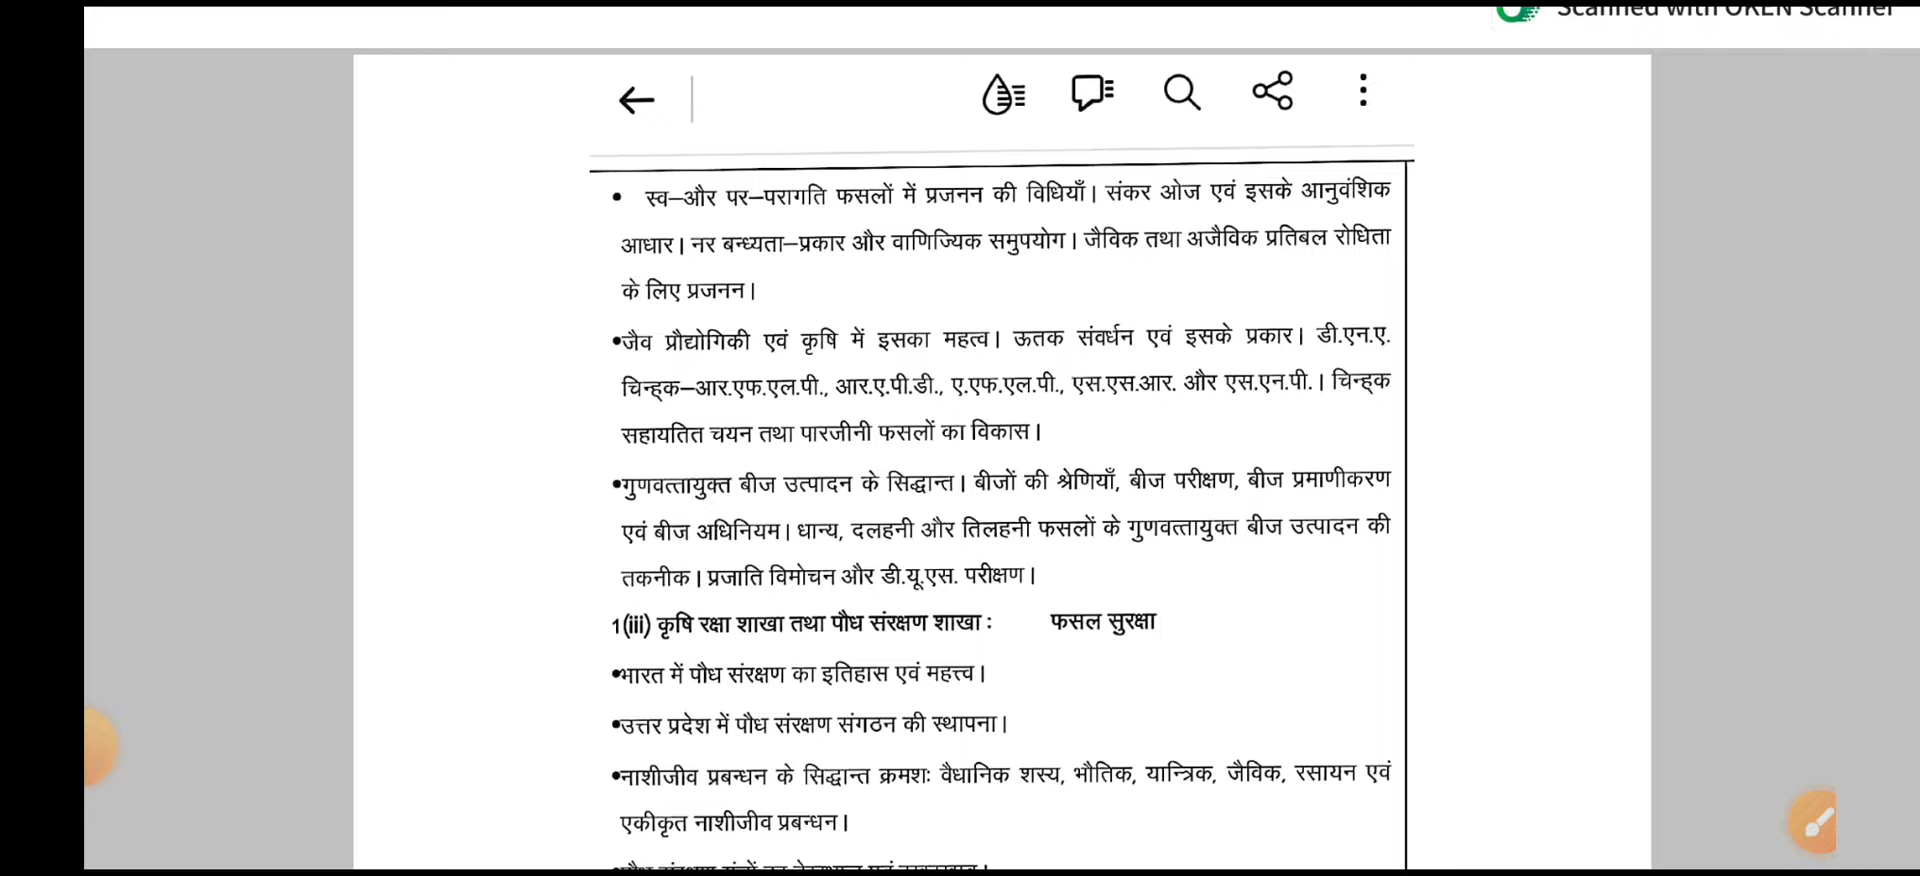 Scanned with OKEN Scanner
• स्व–और पर–परागति फसलों में प्रजनन की विधियाँ। संकर ओज एवं इसके आनुवंशिक
आधार। नर बन्ध्यता–प्रकार और वाणिज्यिक समुपयोग। जैविक तथा अजैविक प्रतिबल रोधिता
के लिए प्रजनन।
•जैव प्रौद्योगिकी एवं कृषि में इसका महत्व। ऊतक संवर्धन एवं इसके प्रकार। डी.एन.ए.
चिन्ह्क–आर.एफ.एल.पी., आर.ए.पी.डी., ए.एफ.एल.पी., एस.एस.आर. और एस.एन.पी.। चिन्ह्क
सहायतित चयन तथा पारजीनी फसलों का विकास।
•गुणवत्तायुक्त बीज उत्पादन के सिद्धान्त। बीजों की श्रेणियाँ, बीज परीक्षण, बीज प्रमाणीकरण
एवं बीज अधिनियम। धान्य, दलहनी और तिलहनी फसलों के गुणवत्तायुक्त बीज उत्पादन की
तकनीक। प्रजाति विमोचन और डी.यू.एस. परीक्षण।
1(iii) कृषि रक्षा शाखा तथा पौध संरक्षण शाखा: फसल सुरक्षा
•भारत में पौध संरक्षण का इतिहास एवं महत्त्व।
•उत्तर प्रदेश में पौध संरक्षण संगठन की स्थापना।
•नाशीजीव प्रबन्धन के सिद्धान्त क्रमशः वैधानिक शस्य, भौतिक, यान्त्रिक, जैविक, रसायन एवं
एकीकृत नाशीजीव प्रबन्धन।